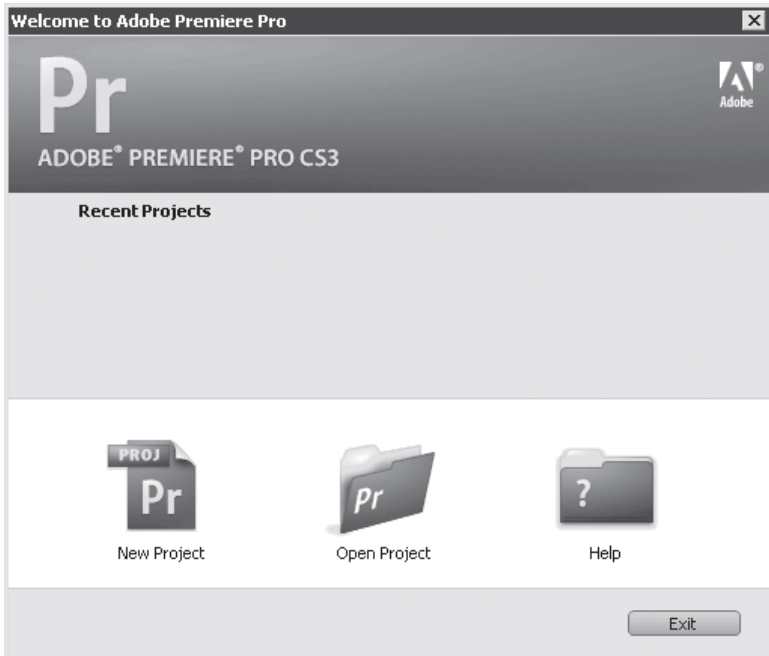 Welcome to Adobe Premiere Pro
Pr
Adobe®
ADOBE® PREMIERE® PRO CS3
Recent Projects
PROJ
Pr
Pr
?
New Project
Open Project
Help
Exit